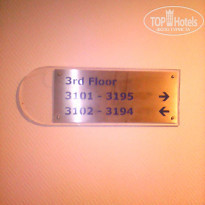 TOP Hotels
3rd Floor
3101 - 3195 →
3102 - 3194 ←